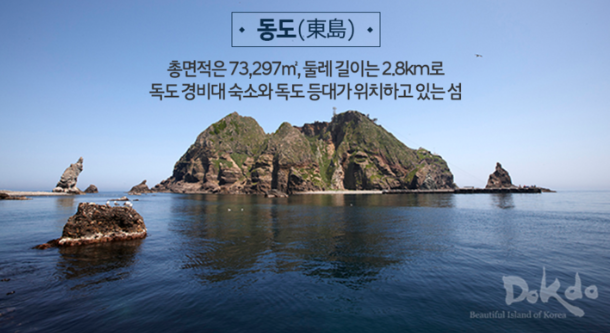 동도(東島)
총면적은 73,297㎡, 둘레 길이는 2.8km로
독도 경비대 숙소와 독도 등대가 위치하고 있는 섬
Dokdo
Beautiful Island of Korea